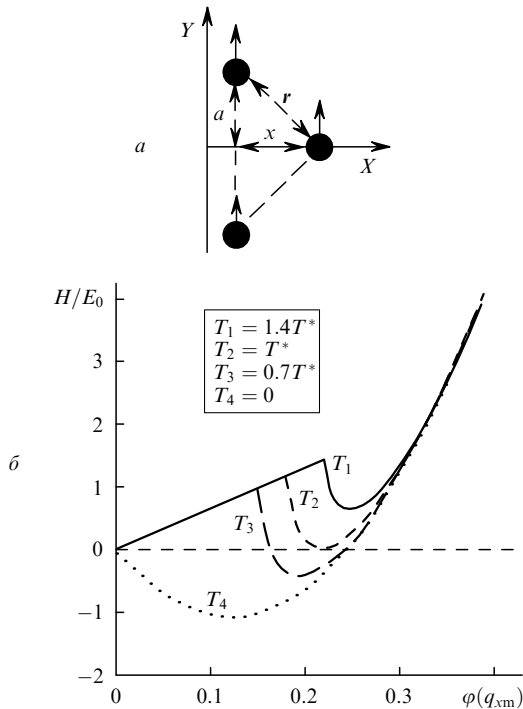 Y
r
a
x
a
X
H/E₀
T₁ = 1.4T*
T₂ = T*
T₃ = 0.7T*
T₄ = 0
3
2
б
T₁
1
T₂
T₃
0
T₄
−1
−2
0 0.1 0.2 0.3 φ(qₓₘ)